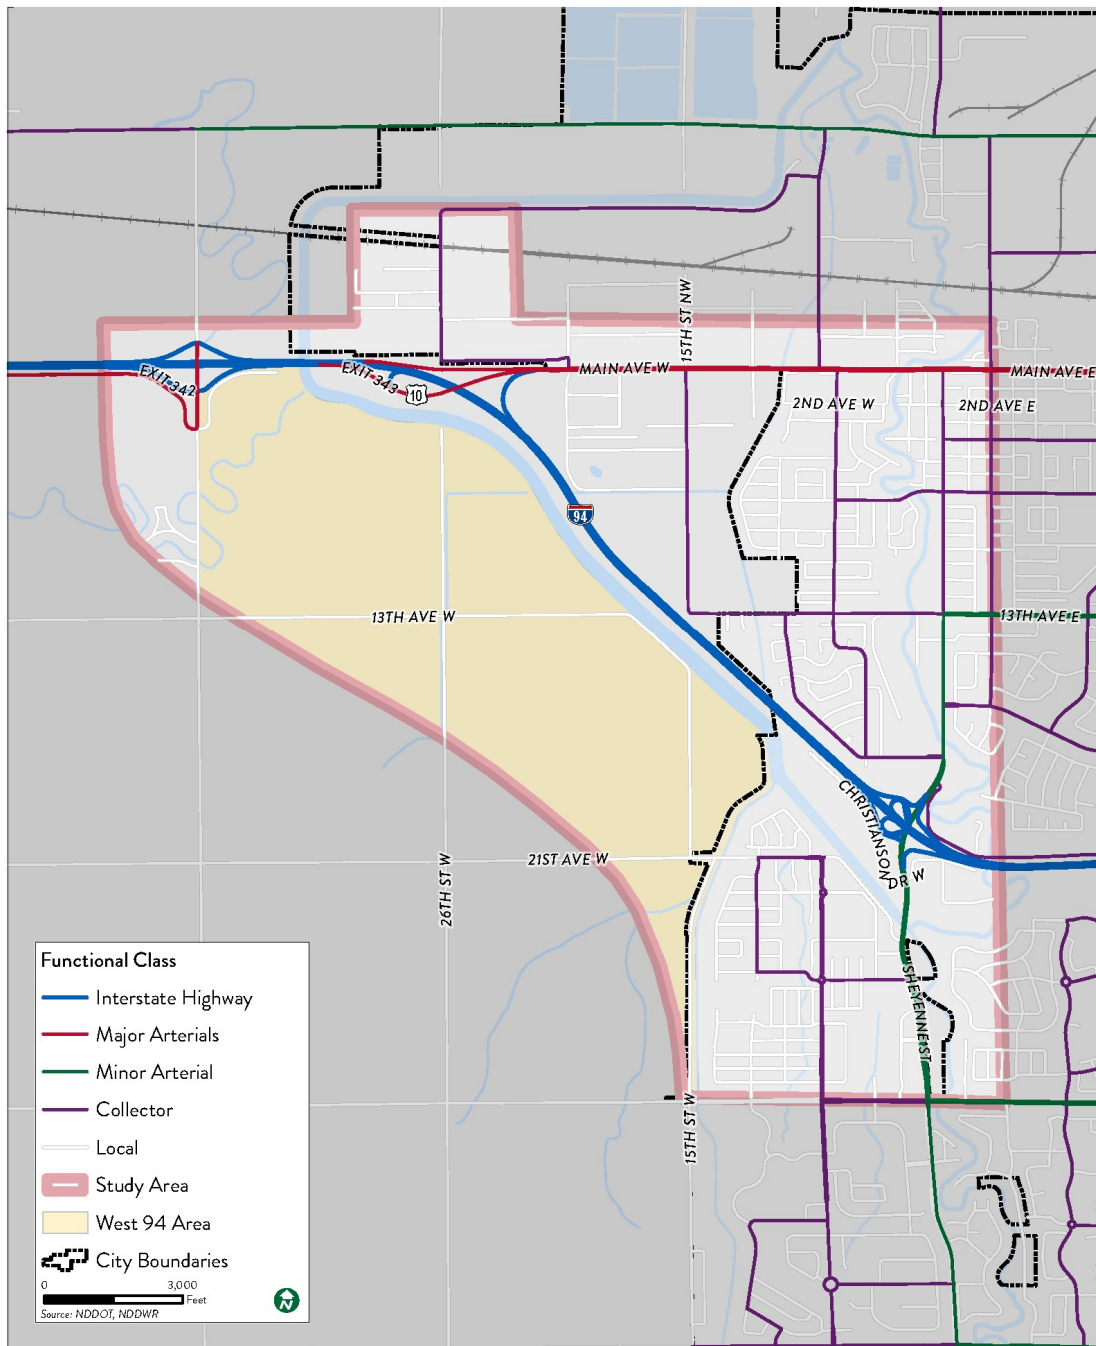 15TH ST NW
EXIT 342
EXIT 343
10
MAIN AVE W
MAIN AVE E
2ND AVE W
2ND AVE E
94
13TH AVE W
13TH AVE E
CHRISTIANSON
DR W
21ST AVE W
26TH ST W
SHEYENNE ST
15TH ST W
Functional Class
Interstate Highway
Major Arterials
Minor Arterial
Collector
Local
Study Area
West 94 Area
City Boundaries
0 3,000
Feet
Source: NDDOT, NDDWR
N